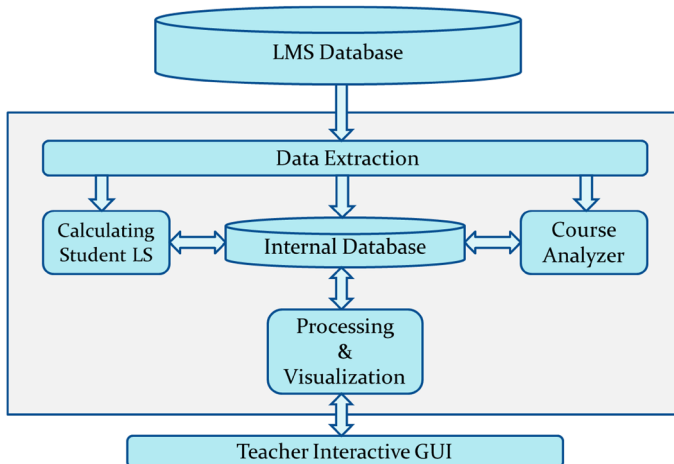 LMS Database
Data Extraction
Calculating
Student LS
Internal Database
Course
Analyzer
Processing
&
Visualization
Teacher Interactive GUI